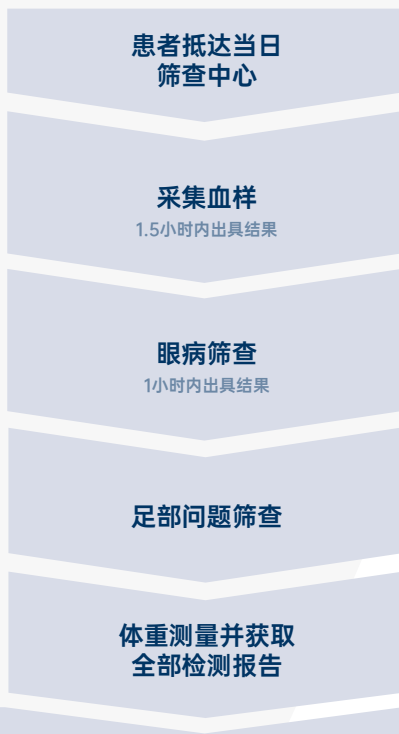 患者抵达当日
筛查中心
采集血样
1.5小时内出具结果
眼病筛查
1小时内出具结果
足部问题筛查
体重测量并获取
全部检测报告